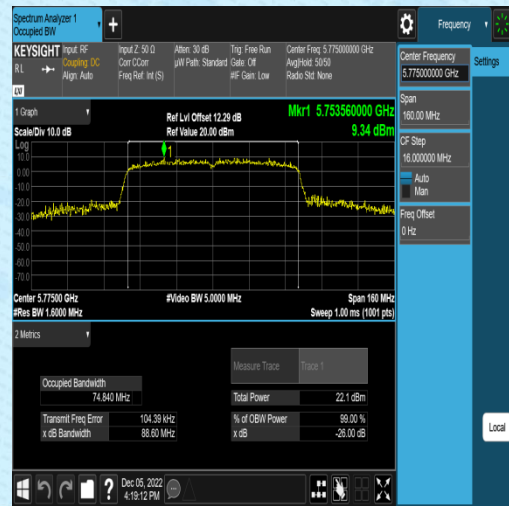 Spectrum Analyzer 1
Occupied BW
+
Frequency
KEYSIGHT
Input: RF
Input Z: 50 Ω
Atten: 30 dB
Trig: Free Run
Center Freq: 5.775000000 GHz
R L
Coupling: DC
Corr CCorr
µW Path: Standard
Gate: Off
Avg|Hold: 50/50
Align: Auto
Freq Ref: Int (S)
#IF Gain: Low
Radio Std: None
LXI
Center Frequency
5.775000000 GHz
Settings
Span
160.00 MHz
CF Step
16.000000 MHz
Auto
Man
Freq Offset
0 Hz
Local
1 Graph
Ref Lvl Offset 12.29 dB
Mkr1 5.753560000 GHz
Scale/Div 10.0 dB
Ref Value 20.00 dBm
9.34 dBm
Log
1
10.0
0.00
-10.0
-20.0
-30.0
-40.0
-50.0
-60.0
-70.0
Center 5.77500 GHz
#Video BW 5.0000 MHz
Span 160 MHz
#Res BW 1.6000 MHz
Sweep 1.00 ms (1001 pts)
2 Metrics
Measure Trace
Trace 1
Occupied Bandwidth
74.840 MHz
Total Power
22.1 dBm
Transmit Freq Error
104.39 kHz
% of OBW Power
99.00 %
x dB Bandwidth
88.60 MHz
x dB
-26.00 dB
?
Dec 05, 2022
4:19:12 PM